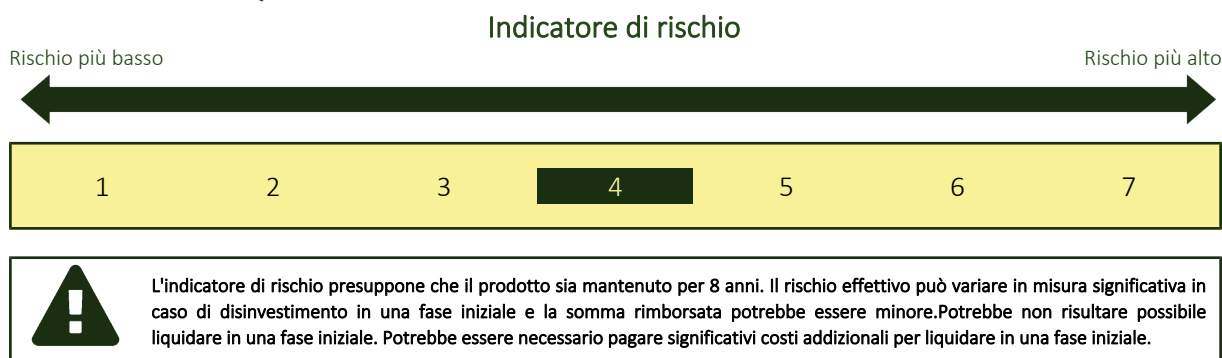 Indicatore di rischio
Rischio più basso
Rischio più alto
1 2 3 4 5 6 7
L'indicatore di rischio presuppone che il prodotto sia mantenuto per 8 anni. Il rischio effettivo può variare in misura significativa in
caso di disinvestimento in una fase iniziale e la somma rimborsata potrebbe essere minore.Potrebbe non risultare possibile
liquidare in una fase iniziale. Potrebbe essere necessario pagare significativi costi addizionali per liquidare in una fase iniziale.